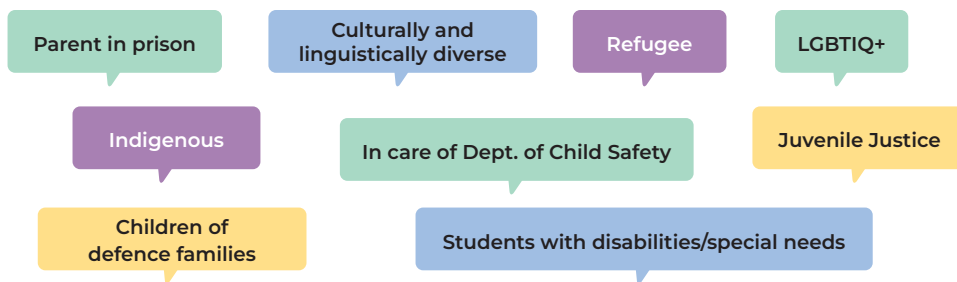 Parent in prison
Culturally and
linguistically diverse
Refugee
LGBTIQ+
Indigenous
In care of Dept. of Child Safety
Juvenile Justice
Children of
defence families
Students with disabilities/special needs